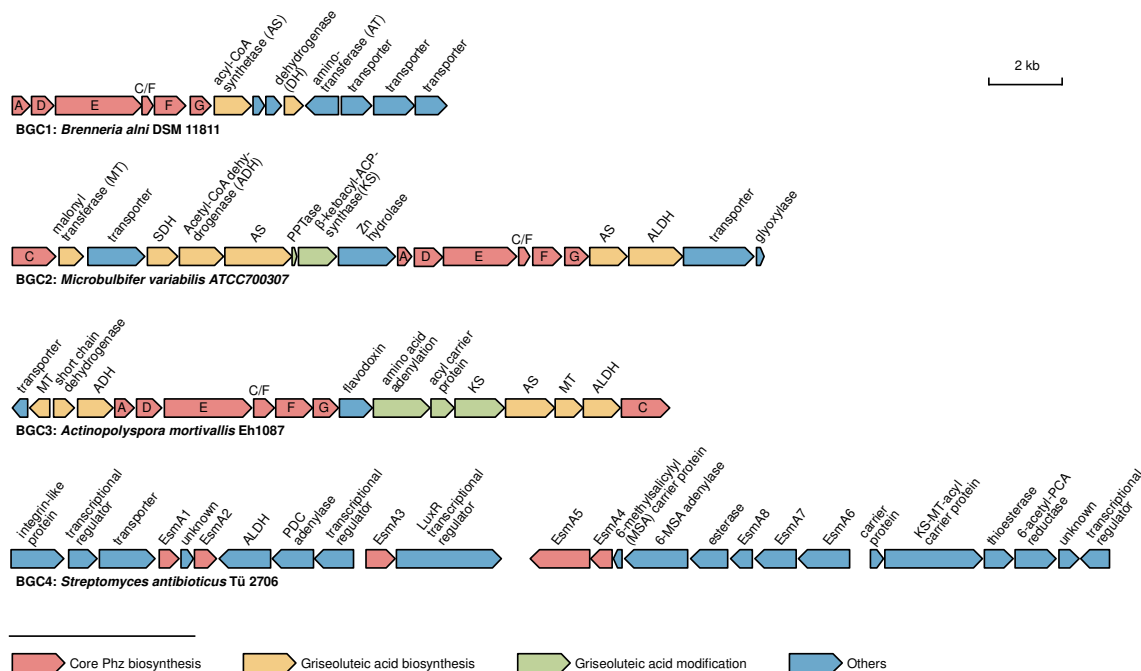 acyl-CoA
synthetase (AS)
dehydrogenase
(DH)
amino-
transferase (AT)
transporter
transporter
transporter
2 kb
C/F
A D E F G
BGC1: Brenneria alni DSM 11811
malonyl
transferase (MT)
transporter
SDH
Acetyl-CoA dehy-
drogenase (ADH)
AS
PPTase
β-ketoacyl-ACP-
synthase(KS)
Zn
hydrolase
C/F
AS
ALDH
transporter
glyoxylase
C A D E F G
BGC2: Microbulbifer variabilis ATCC700307
transporter
MT
short chain
dehydrogenase
ADH
C/F
flavodoxin
amino acid
adenylation
acyl carrier
protein
KS
AS
MT
ALDH
A D E F G C
BGC3: Actinopolyspora mortivallis Eh1087
integrin-like
protein
transcriptional
regulator
transporter
EsmA1
unknown
EsmA2
ALDH
PDC
adenylase
transcriptional
regulator
EsmA3
LuxR
transcriptional
regulator
EsmA5
EsmA4
6-methylsalicylyl
(MSA) carrier protein
6-MSA adenylase
esterase
EsmA8
EsmA7
EsmA6
carrier
protein
KS-MT-acyl
carrier protein
thioesterase
6-acetyl-PCA
reductase
unknown
transcriptional
regulator
BGC4: Streptomyces antibioticus Tü 2706
Core Phz biosynthesis
Griseoluteic acid biosynthesis
Griseoluteic acid modification
Others